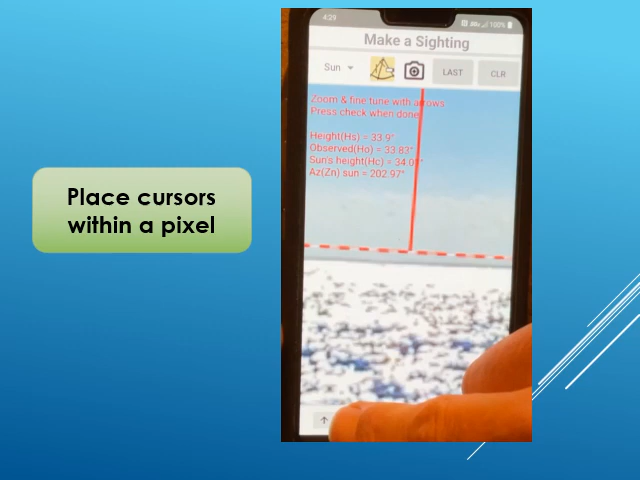 Place cursors
within a pixel
4:29
100%
Make a Sighting
Sun
LAST
CLR
Zoom & fine tune with arrows
Press check when done
Height(Hs) = 33.9°
Observed(Ho) = 33.83°
Sun's height(Hc) = 34.0
Az(Zn) sun = 202.97°